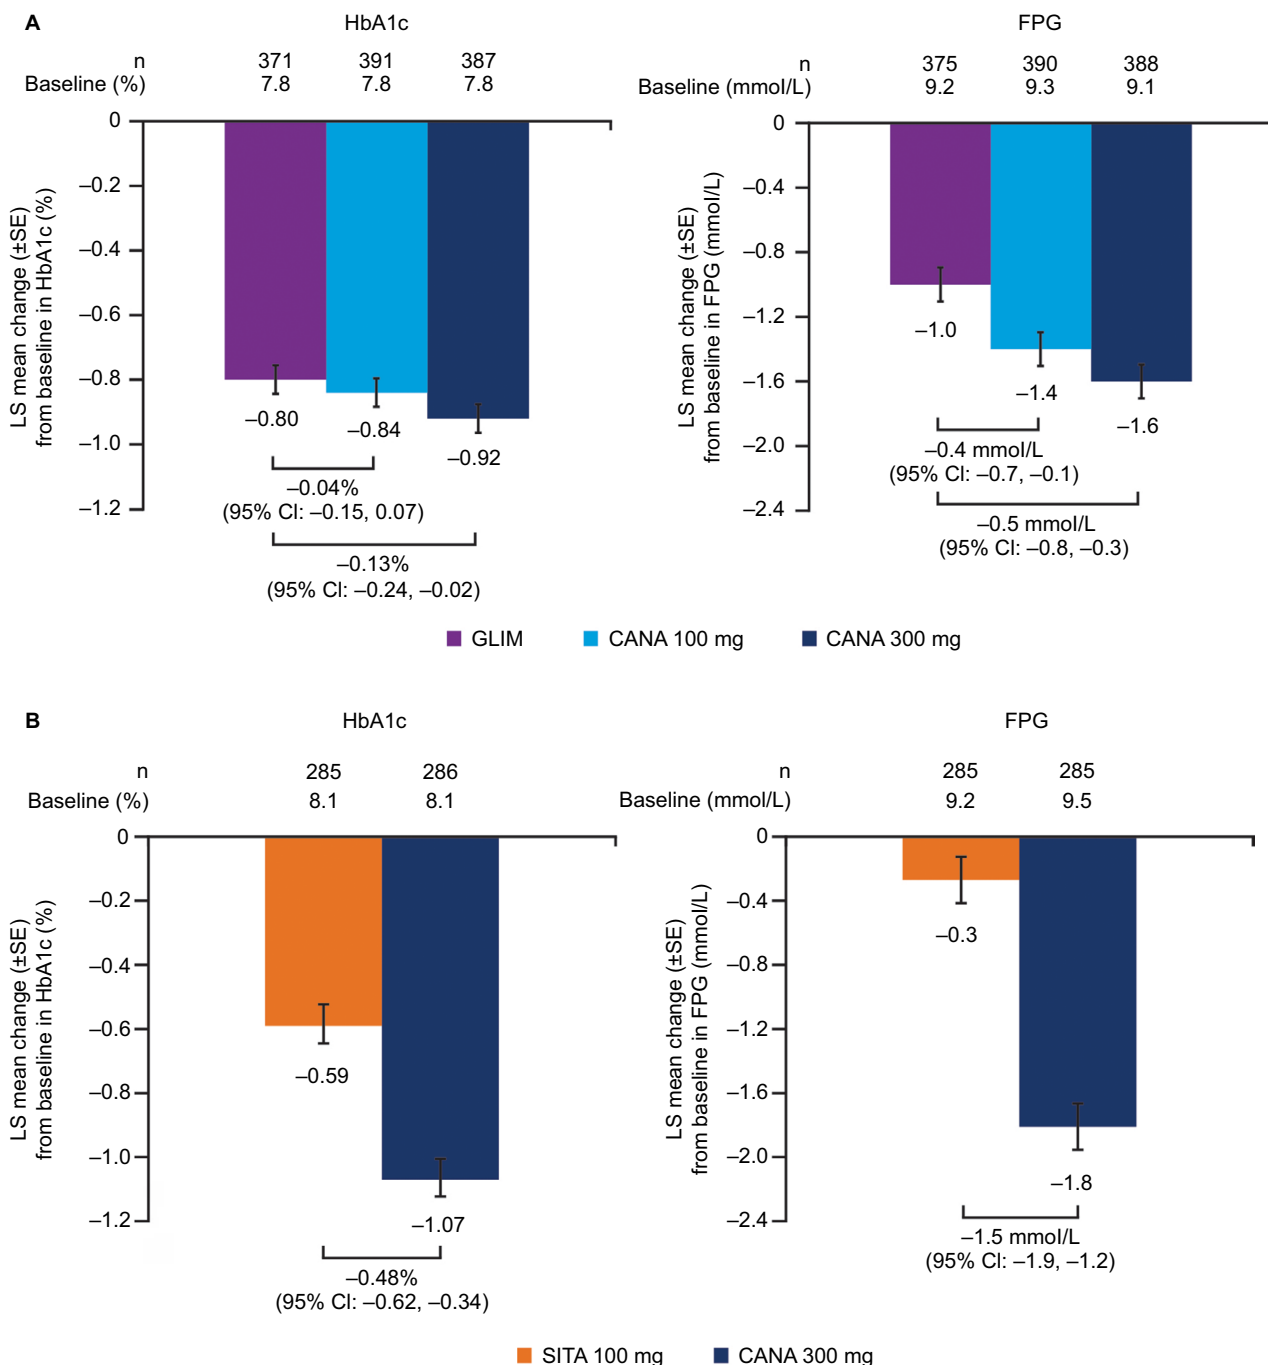 A
HbA1c
n 371 391 387
Baseline (%) 7.8 7.8 7.8
0
–0.2
–0.4
–0.6
–0.8
–1.0
–1.2
LS mean change (±SE)
from baseline in HbA1c (%)
–0.80
–0.84
–0.92
–0.04%
(95% CI: –0.15, 0.07)
–0.13%
(95% CI: –0.24, –0.02)
FPG
n 375 390 388
Baseline (mmol/L) 9.2 9.3 9.1
0
–0.4
–0.8
–1.2
–1.6
–2.0
–2.4
LS mean change (±SE)
from baseline in FPG (mmol/L)
–1.0
–1.4
–1.6
–0.4 mmol/L
(95% CI: –0.7, –0.1)
–0.5 mmol/L
(95% CI: –0.8, –0.3)
GLIM CANA 100 mg CANA 300 mg
B
HbA1c
n 285 286
Baseline (%) 8.1 8.1
0
–0.2
–0.4
–0.6
–0.8
–1.0
–1.2
LS mean change (±SE)
from baseline in HbA1c (%)
–0.59
–1.07
–0.48%
(95% CI: –0.62, –0.34)
FPG
n 285 285
Baseline (mmol/L) 9.2 9.5
0
–0.4
–0.8
–1.2
–1.6
–2.0
–2.4
LS mean change (±SE)
from baseline in FPG (mmol/L)
–0.3
–1.8
–1.5 mmol/L
(95% CI: –1.9, –1.2)
SITA 100 mg CANA 300 mg